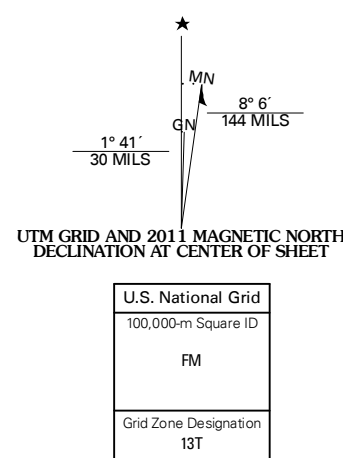 ★
MN
GN
1° 41´
30 MILS
8° 6´
144 MILS
UTM GRID AND 2011 MAGNETIC NORTH
DECLINATION AT CENTER OF SHEET
U.S. National Grid
100,000-m Square ID
FM
Grid Zone Designation
13T